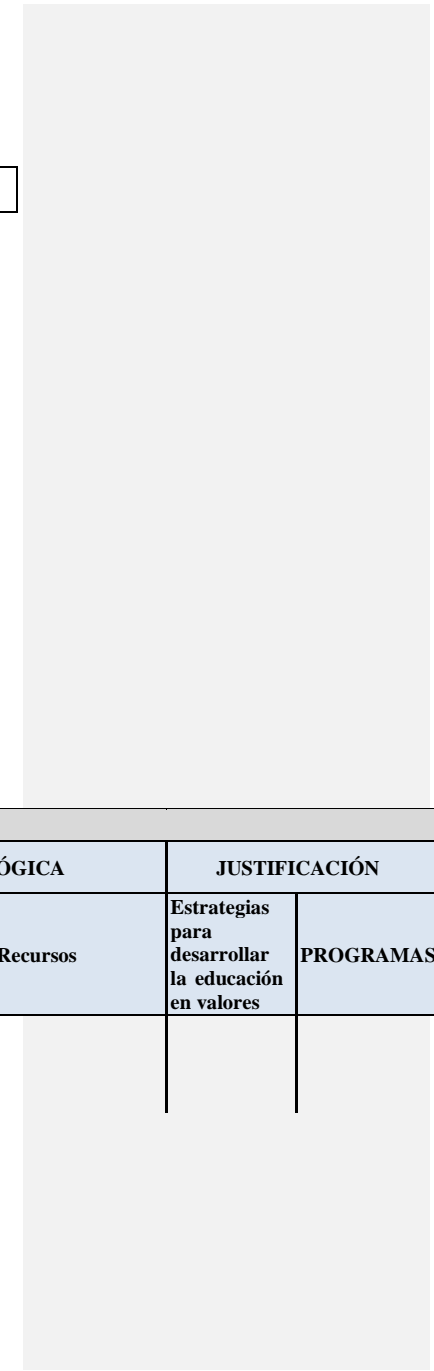 ÓGICA JUSTIFICACIÓN
Recursos
Estrategias
para
desarrollar
la educación
en valores
PROGRAMAS